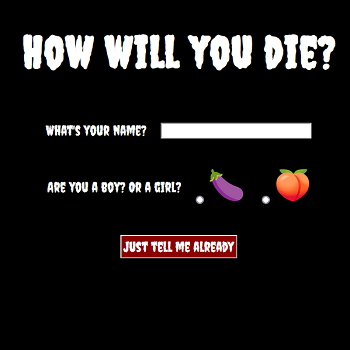 HOW WILL YOU DIE?
WHAT'S YOUR NAME?
ARE YOU A BOY? OR A GIRL?
JUST TELL ME ALREADY